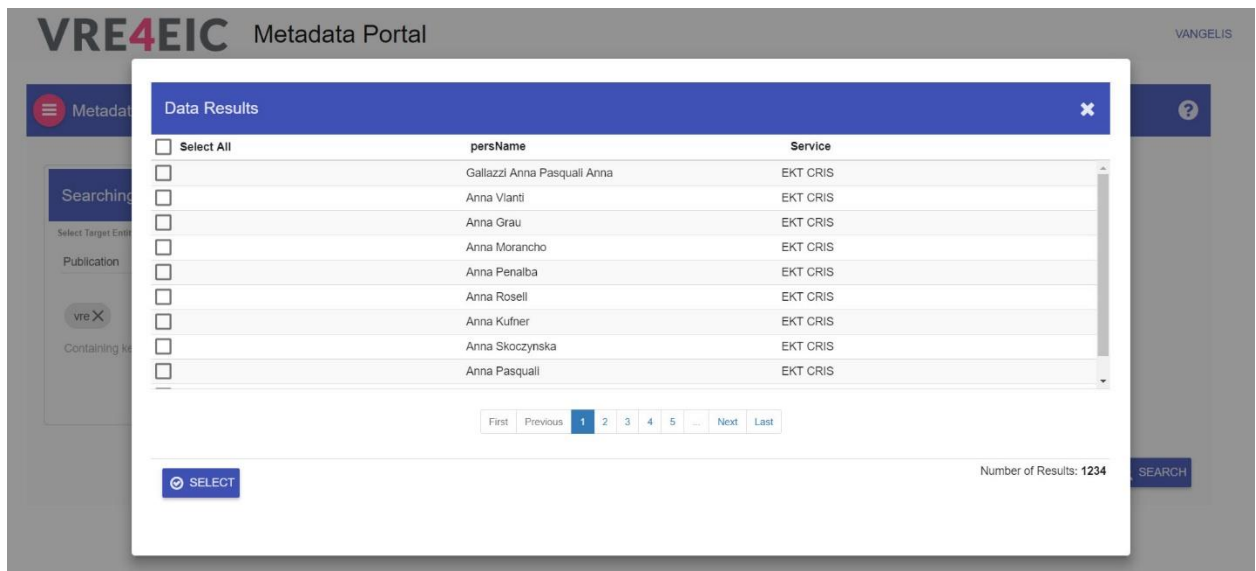 VRE4EIC Metadata Portal
VANGELIS
Metadat
Data Results
Select All persName Service
Gallazzi Anna Pasquali Anna EKT CRIS
Anna Vlanti EKT CRIS
Anna Grau EKT CRIS
Anna Morancho EKT CRIS
Anna Penalba EKT CRIS
Anna Rosell EKT CRIS
Anna Kufner EKT CRIS
Anna Skoczynska EKT CRIS
Anna Pasquali EKT CRIS
Searching
Select Target Entit
Publication
vre
Containing ke
First Previous 1 2 3 4 5 ... Next Last
SELECT
Number of Results: 1234
SEARCH